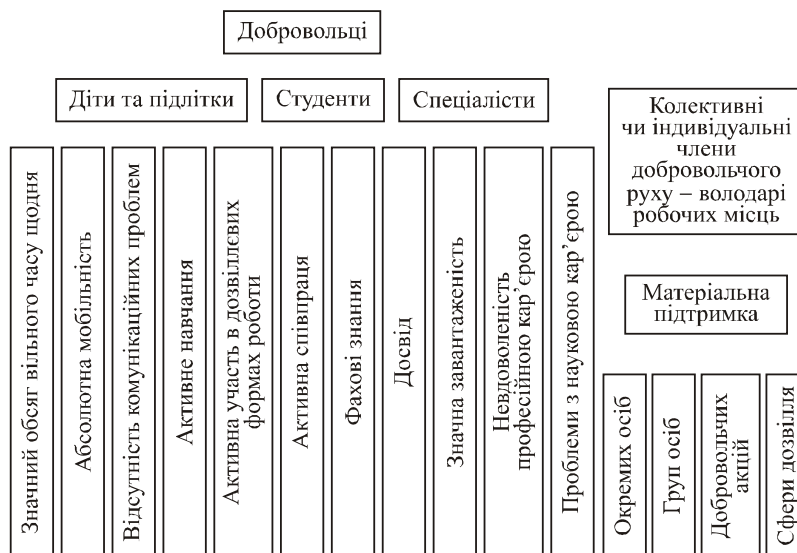 Добровольці
Діти та підлітки
Студенти
Спеціалісти
Колективні
чи індивідуальні
члени
добровольчого
руху – володарі
робочих місць
Матеріальна
підтримка
Значний обсяг вільного часу щодня
Абсолютна мобільність
Відсутність комунікаційних проблем
Активне навчання
Активна участь в дозвіллєвих
формах роботи
Активна співпраця
Фахові знання
Досвід
Значна завантаженість
Невдоволеність
професійною кар’єрою
Проблеми з науковою кар’єрою
Окремих осіб
Груп осіб
Добровольчих
акцій
Сфери дозвілля